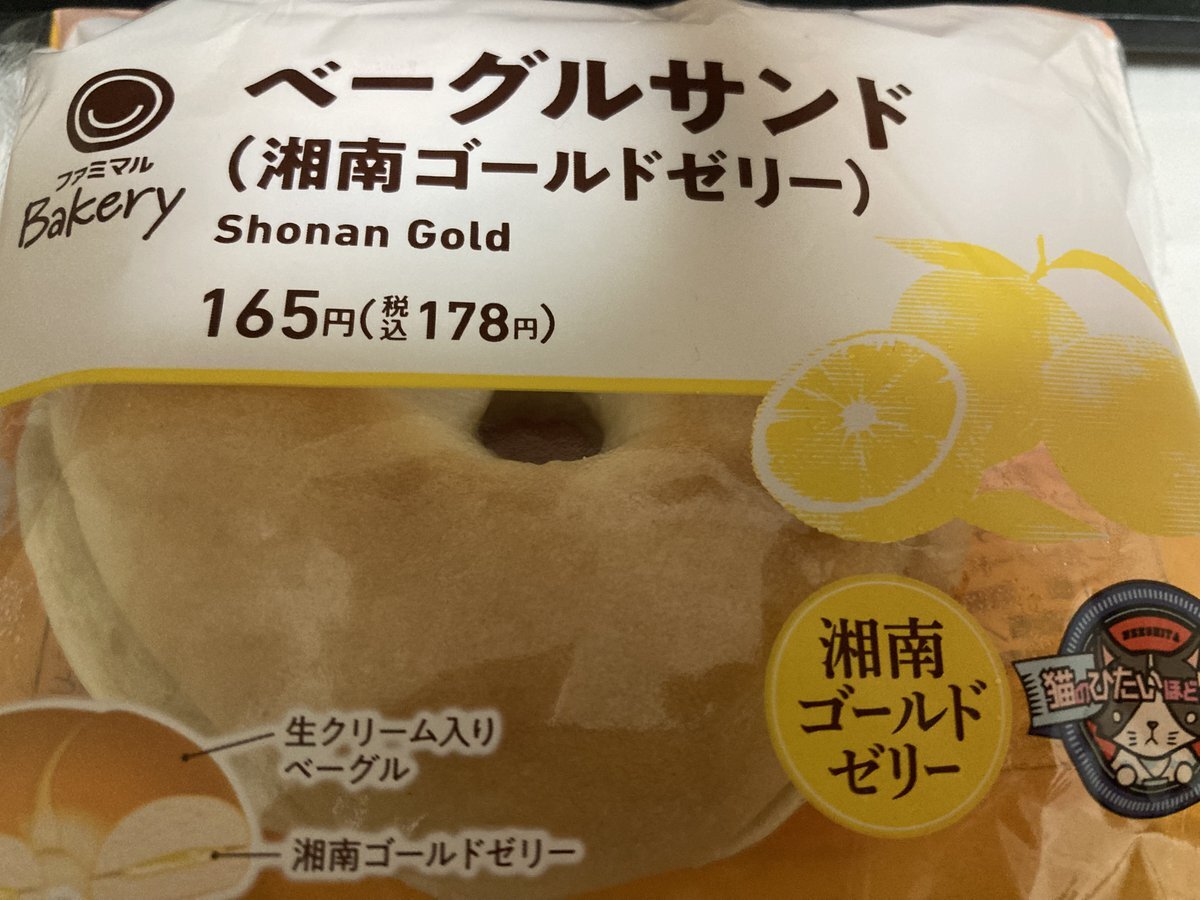 ファミマル
Bakery
ベーグルサンド
(湘南ゴールドゼリー)
Shonan Gold
165円(税込178円)
湘南
ゴールド
ゼリー
猫のひたいほど
生クリーム入り
ベーグル
湘南ゴールドゼリー